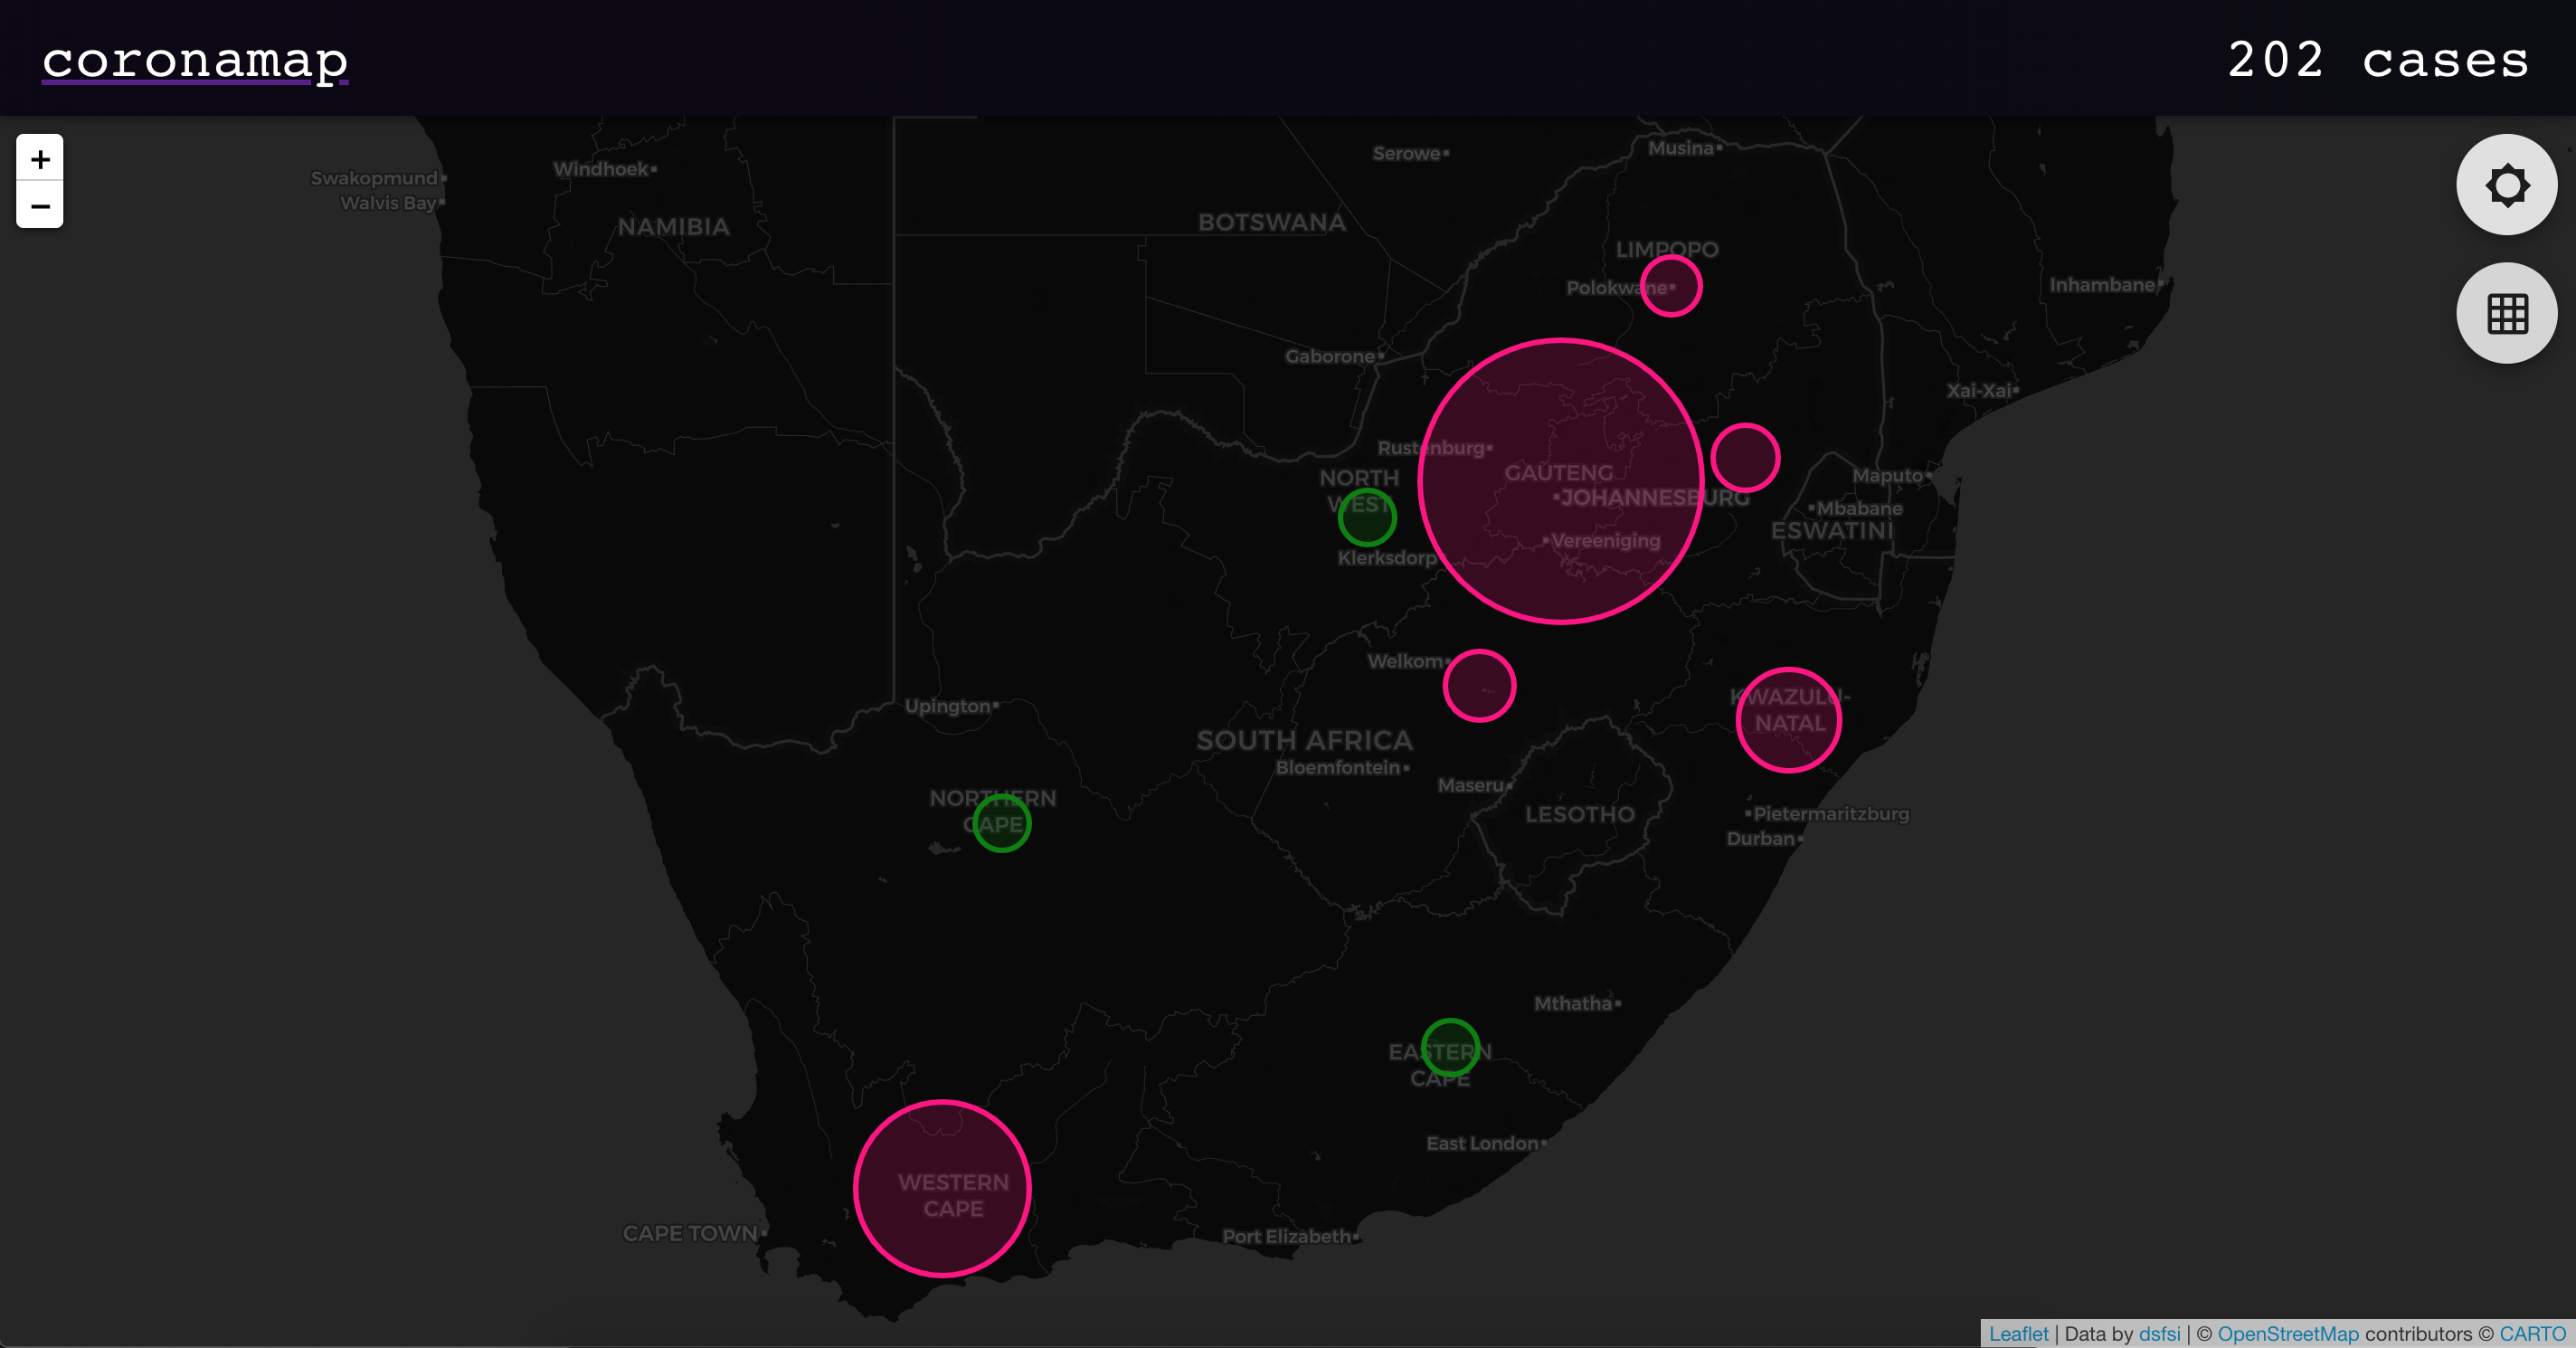 coronamap
202 cases
+
−
Musina
Serowe
Windhoek
Swakopmund
Walvis Bay
BOTSWANA
NAMIBIA
LIMPOPO
Inhambane
Polokwane
Gaborone
Xai-Xai
Rustenburg
GAUTENG
Maputo
NORTH
WEST
JOHANNESBURG
Mbabane
ESWATINI
Vereeniging
Klerksdorp
Welkom
KWAZULU-
NATAL
Upington
SOUTH AFRICA
Bloemfontein
Maseru
NORTHERN
CAPE
LESOTHO
Pietermaritzburg
Durban
Mthatha
EASTERN
CAPE
East London
WESTERN
CAPE
CAPE TOWN
Port Elizabeth
Leaflet | Data by dsfsi | © OpenStreetMap contributors © CARTO